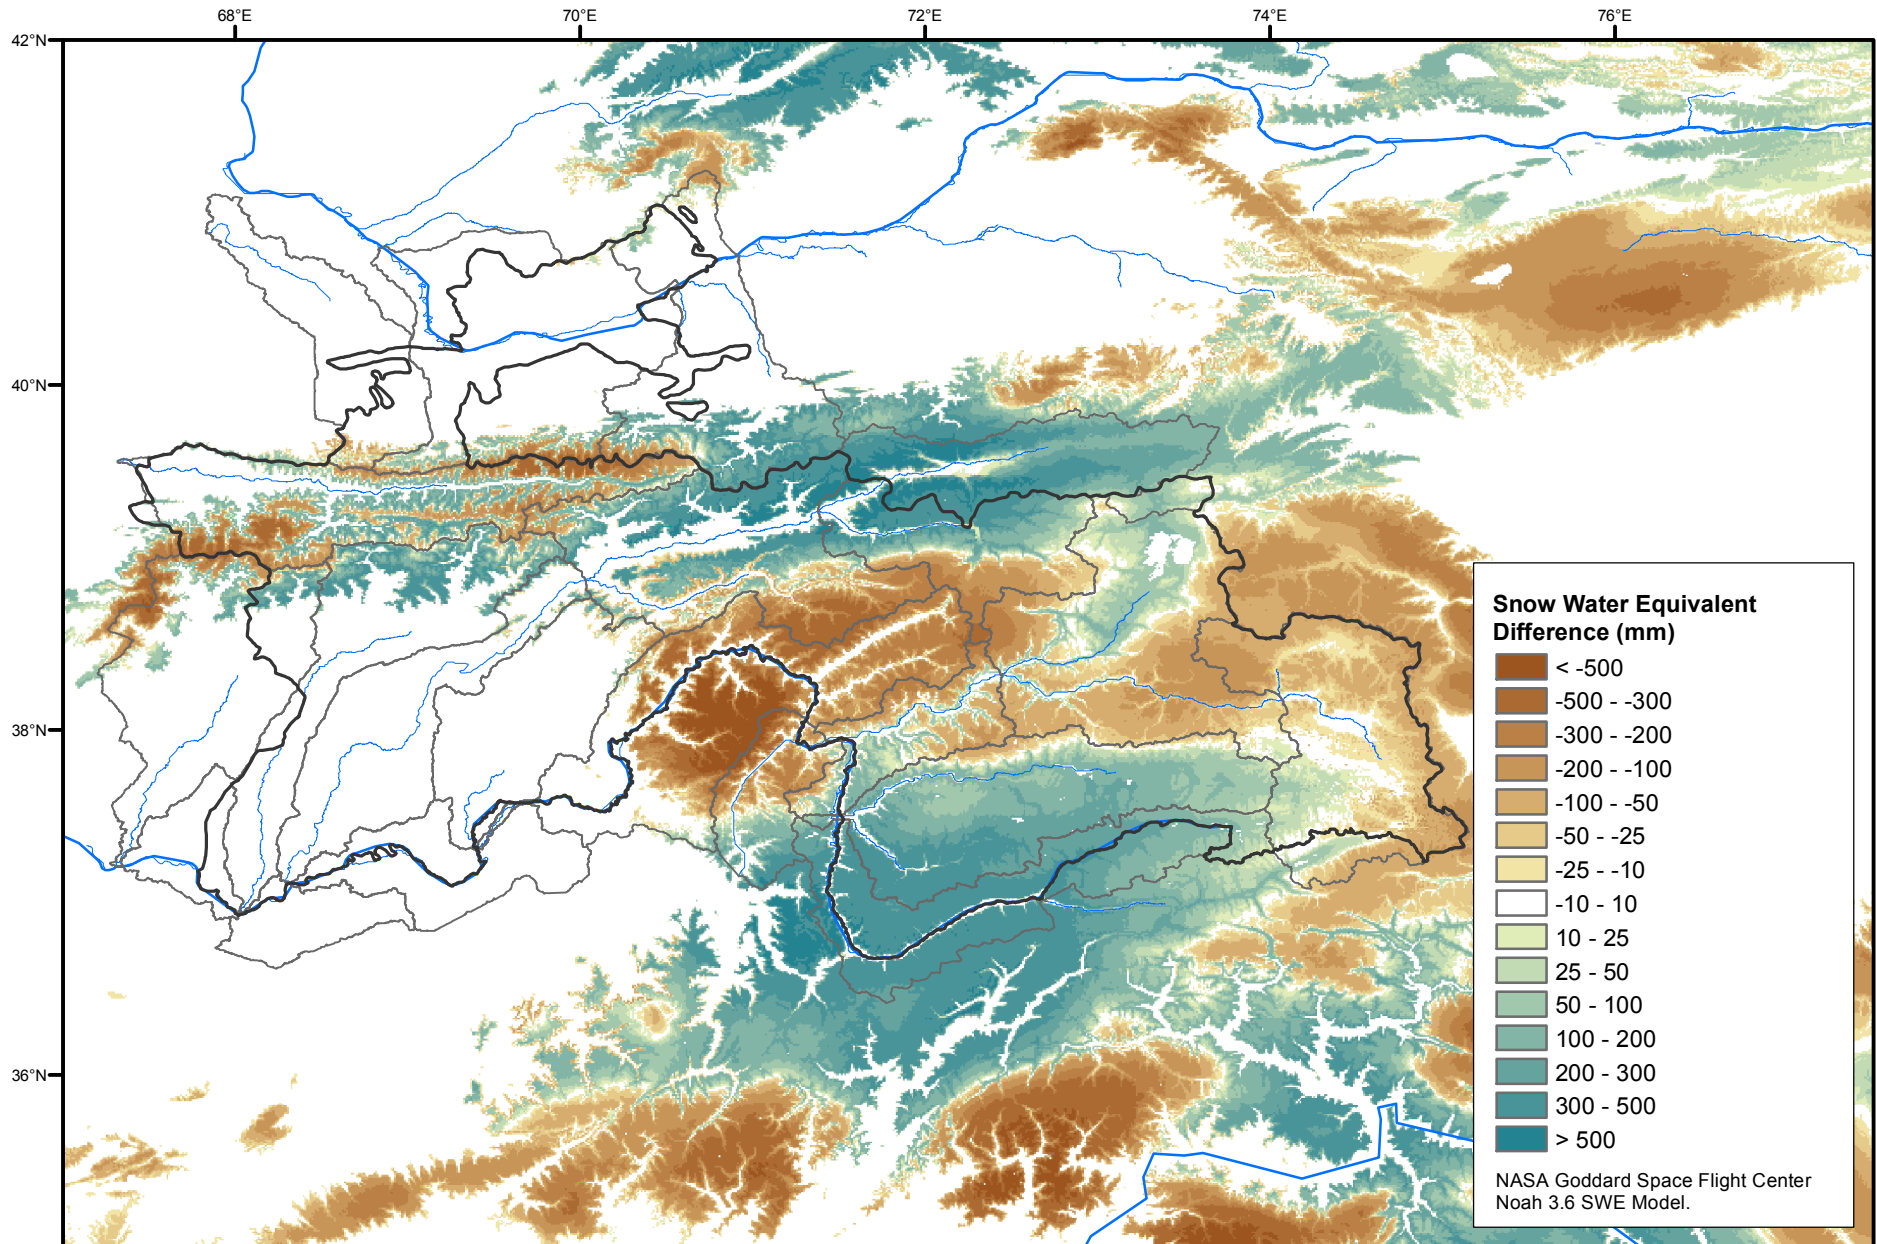 68°E
70°E
72°E
74°E
76°E
42°N
40°N
38°N
36°N
Snow Water Equivalent
Difference (mm)
< -500
-500 - -300
-300 - -200
-200 - -100
-100 - -50
-50 - -25
-25 - -10
-10 - 10
10 - 25
25 - 50
50 - 100
100 - 200
200 - 300
300 - 500
> 500
NASA Goddard Space Flight Center
Noah 3.6 SWE Model.